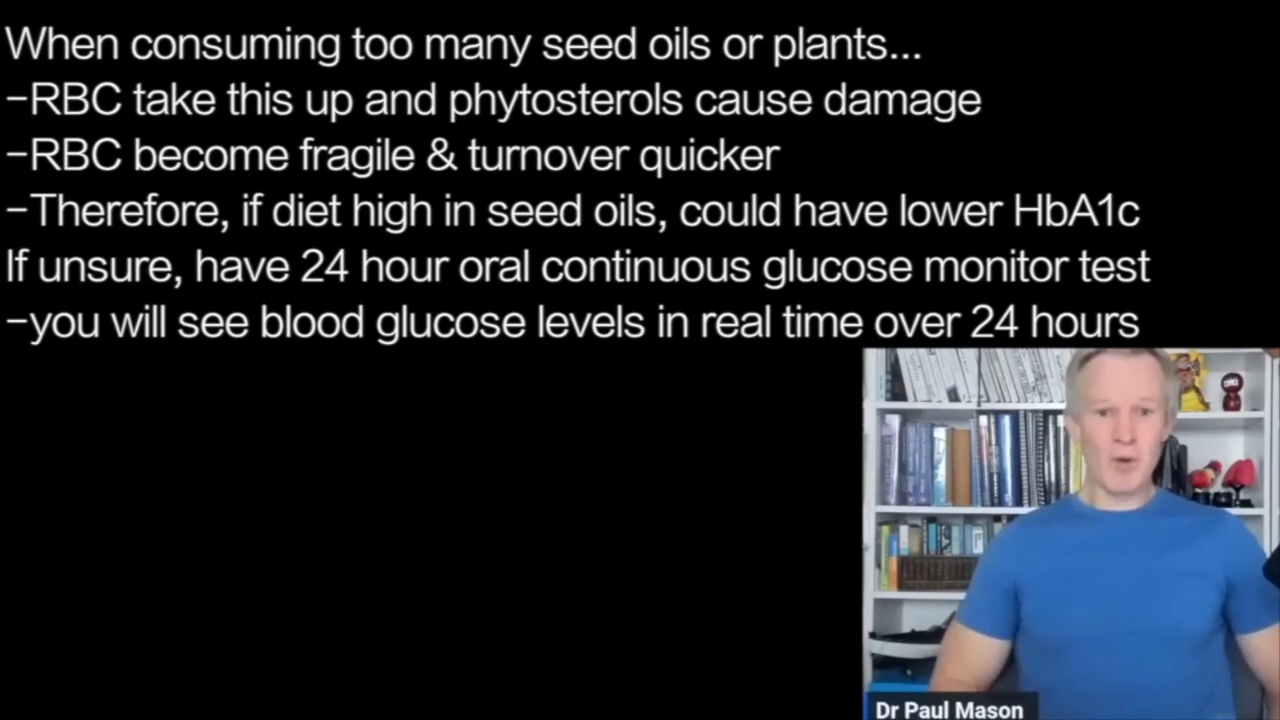 When consuming too many seed oils or plants...
–RBC take this up and phytosterols cause damage
–RBC become fragile & turnover quicker
–Therefore, if diet high in seed oils, could have lower HbA1c
If unsure, have 24 hour oral continuous glucose monitor test
–you will see blood glucose levels in real time over 24 hours
Dr Paul Mason